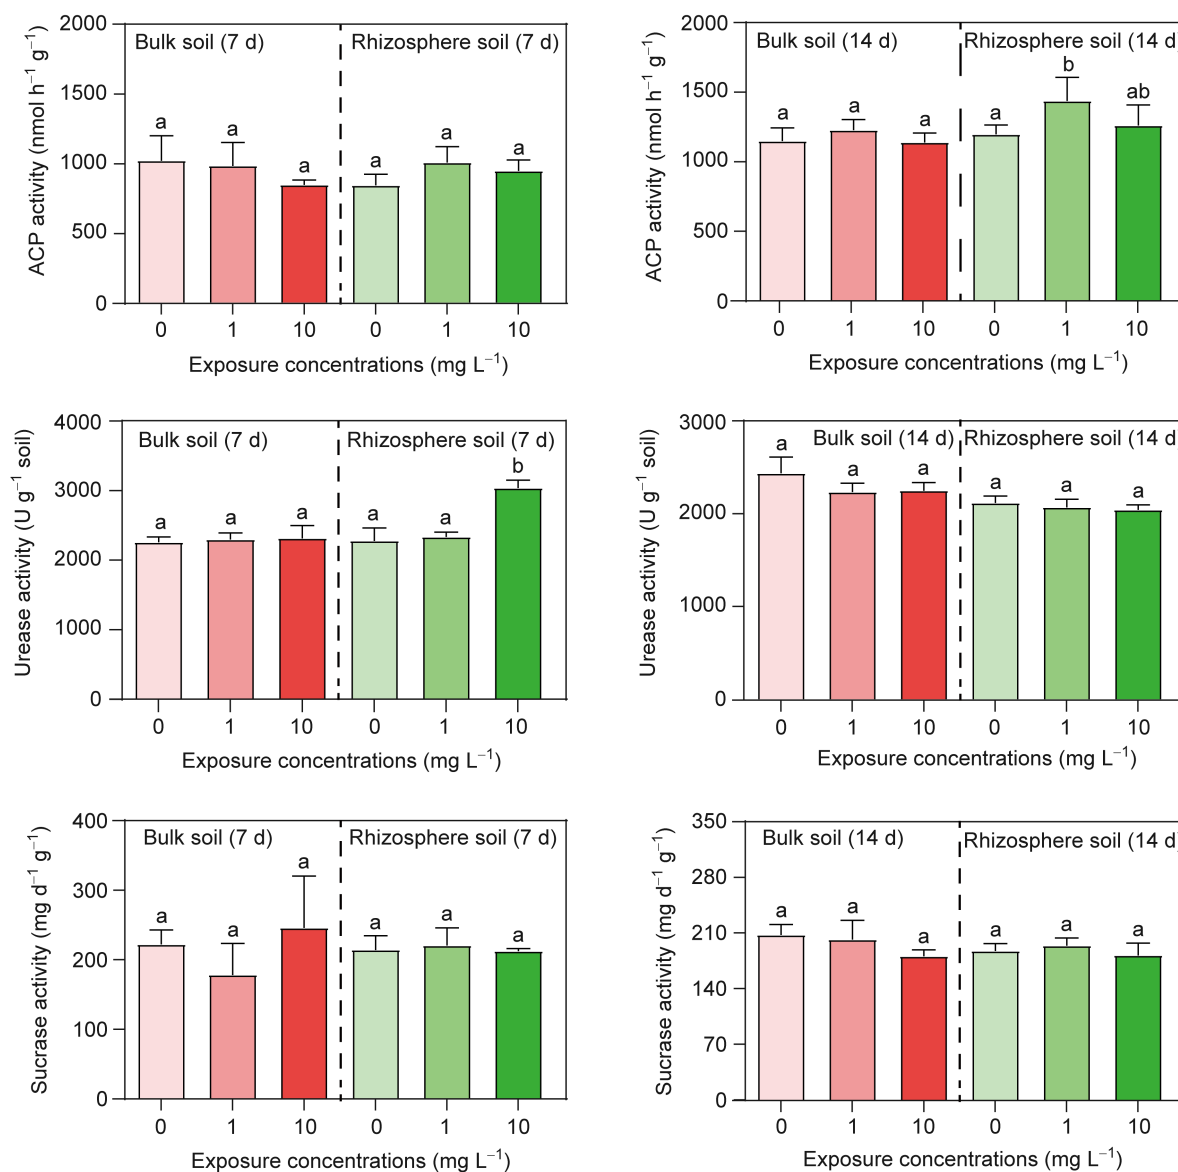 ACP activity (nmol h⁻¹ g⁻¹)
2000
1500
1000
500
0
Bulk soil (7 d)
Rhizosphere soil (7 d)
a a a a a a
0 1 10 0 1 10
Exposure concentrations (mg L⁻¹)
ACP activity (nmol h⁻¹ g⁻¹)
2000
1500
1000
500
0
Bulk soil (14 d)
Rhizosphere soil (14 d)
a a a a b ab
0 1 10 0 1 10
Exposure concentrations (mg L⁻¹)
Urease activity (U g⁻¹ soil)
4000
3000
2000
1000
0
Bulk soil (7 d)
Rhizosphere soil (7 d)
a a a a a b
0 1 10 0 1 10
Exposure concentrations (mg L⁻¹)
Urease activity (U g⁻¹ soil)
3000
2000
1000
0
Bulk soil (14 d)
Rhizosphere soil (14 d)
a a a a a a
0 1 10 0 1 10
Exposure concentrations (mg L⁻¹)
Sucrase activity (mg d⁻¹ g⁻¹)
400
300
200
100
0
Bulk soil (7 d)
Rhizosphere soil (7 d)
a a a a a a
0 1 10 0 1 10
Exposure concentrations (mg L⁻¹)
Sucrase activity (mg d⁻¹ g⁻¹)
350
280
210
140
70
0
Bulk soil (14 d)
Rhizosphere soil (14 d)
a a a a a a
0 1 10 0 1 10
Exposure concentrations (mg L⁻¹)